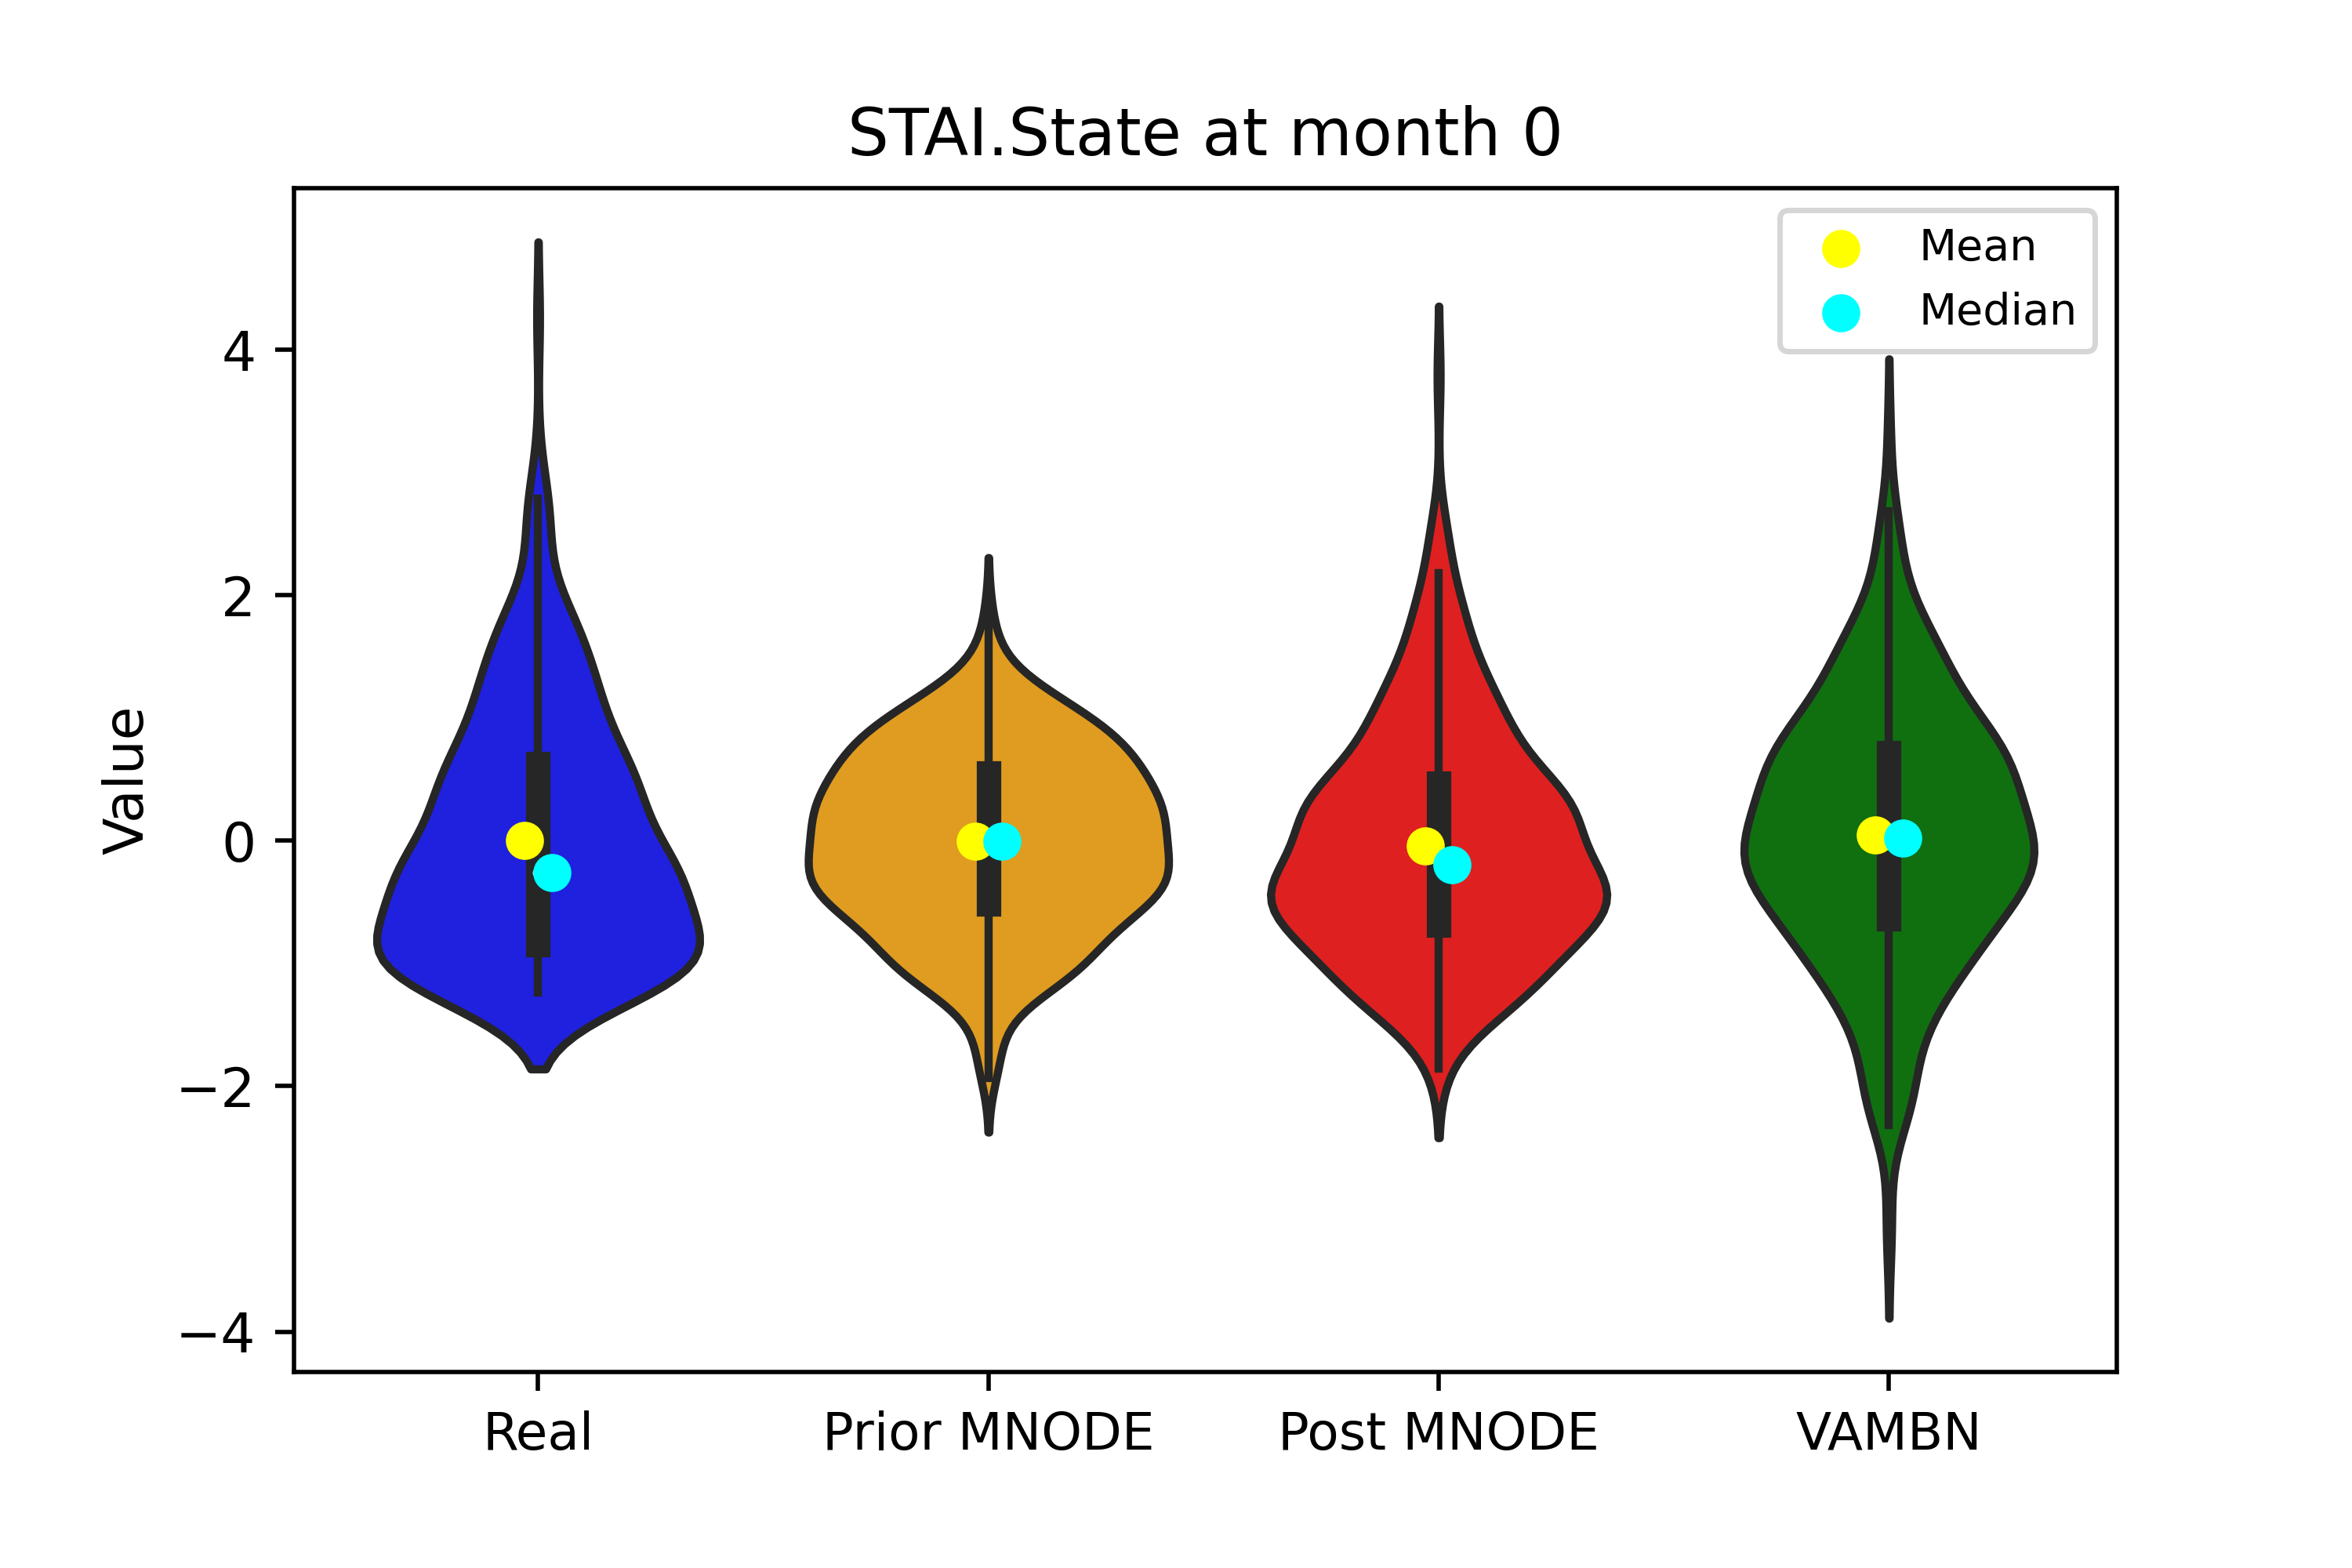 STAI.State at month 0
Mean
Median
Value
4
2
0
−2
−4
Real
Prior MNODE
Post MNODE
VAMBN